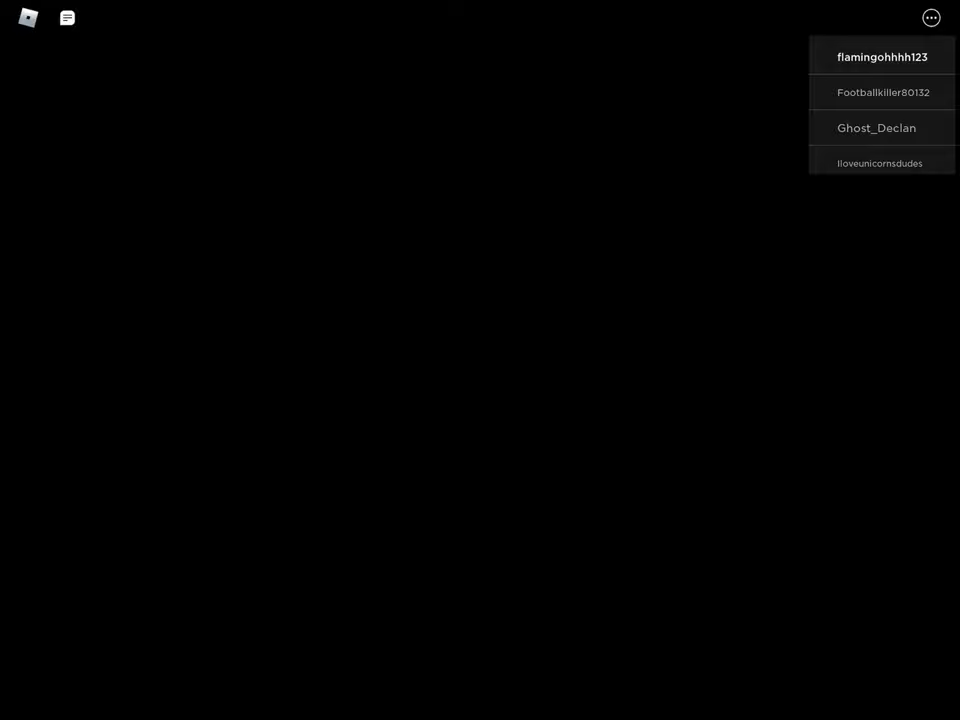 flamingohhhh123
Footballkiller80132
Ghost_Declan
Iloveunicornsdudes